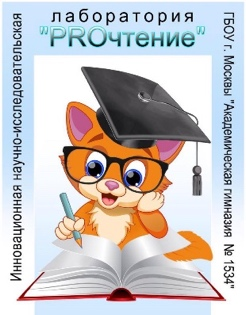 лаборатория
"PROчтение"
Инновационная научно-исследовательская
ГБОУ г. Москвы "Академическая гимназия № 1534"